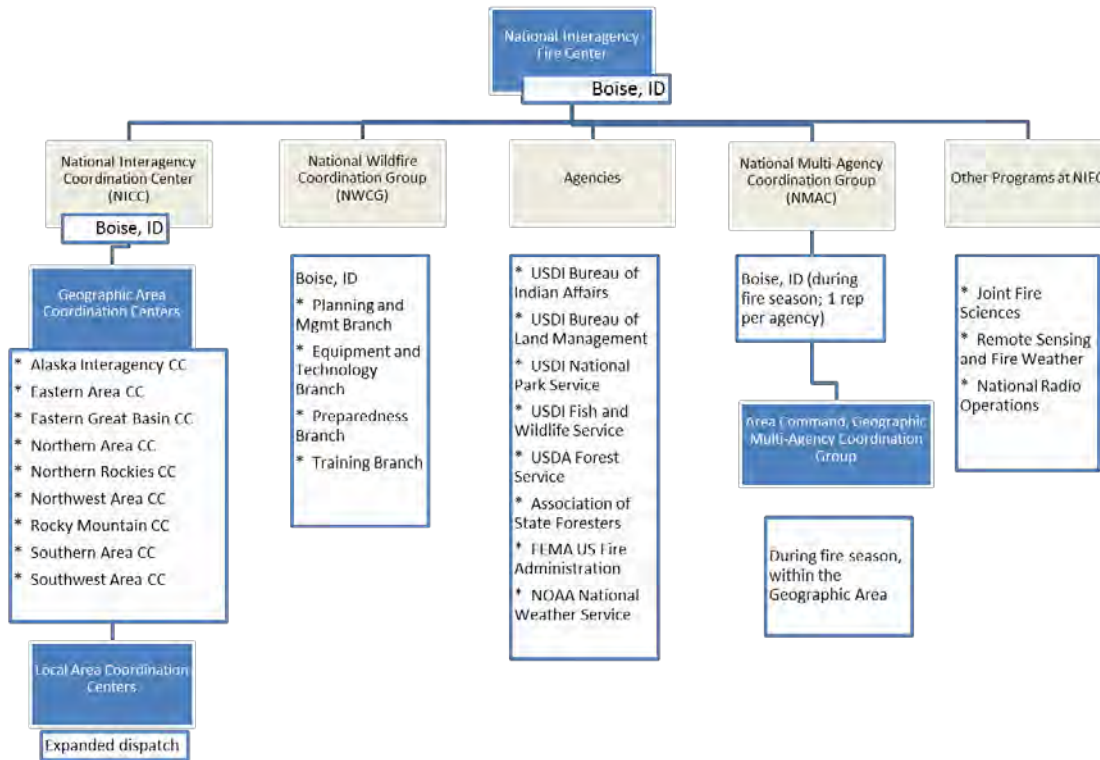 National Interagency
Fire Center
Boise, ID
National Interagency
Coordination Center
(NICC)
Boise, ID
Geographic Area
Coordination Centers
* Alaska Interagency CC
* Eastern Area CC
* Eastern Great Basin CC
* Northern Area CC
* Northern Rockies CC
* Northwest Area CC
* Rocky Mountain CC
* Southern Area CC
* Southwest Area CC
Local Area Coordination
Centers
Expanded dispatch
National Wildfire
Coordination Group
(NWCG)
Boise, ID
* Planning and
Mgmt Branch
* Equipment and
Technology
Branch
* Preparedness
Branch
* Training Branch
Agencies
* USDI Bureau of
Indian Affairs
* USDI Bureau of
Land Management
* USDI National
Park Service
* USDI Fish and
Wildlife Service
* USDA Forest
Service
* Association of
State Foresters
* FEMA US Fire
Administration
* NOAA National
Weather Service
National Multi-Agency
Coordination Group
(NMAC)
Boise, ID (during
fire season; 1 rep
per agency)
Area Command, Geographic
Multi-Agency Coordination
Group
During fire season,
within the
Geographic Area
Other Programs at NIFC
* Joint Fire
Sciences
* Remote Sensing
and Fire Weather
* National Radio
Operations